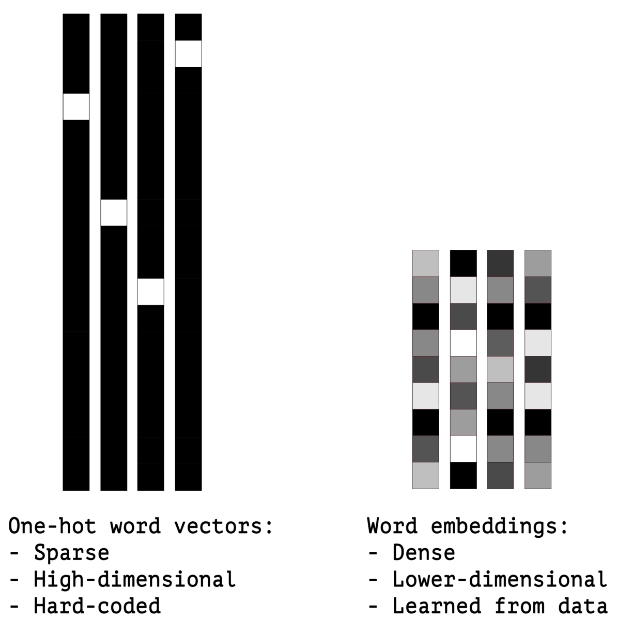 One-hot word vectors:
- Sparse
- High-dimensional
- Hard-coded
Word embeddings:
- Dense
- Lower-dimensional
- Learned from data